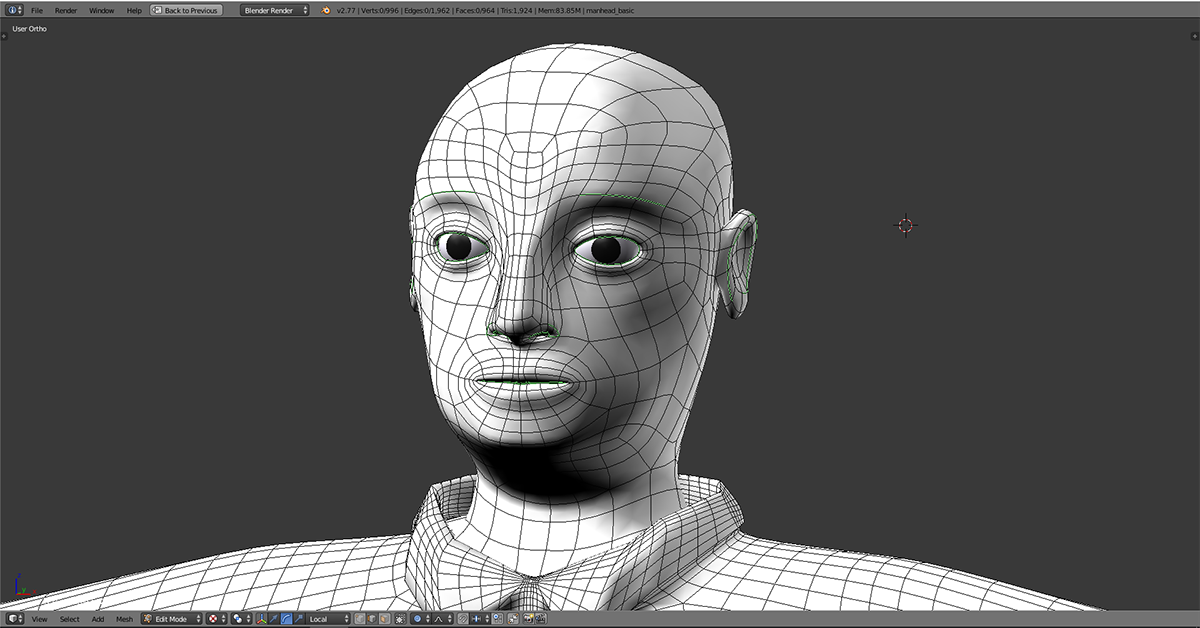 File Render Window Help Back to Previous Blender Render v2.77 | Verts:0/996 | Edges:0/1,962 | Faces:0/964 | Tris:1,924 | Mem:83.85M | manhead_basic
User Ortho
z
y
View Select Add Mesh Edit Mode Local